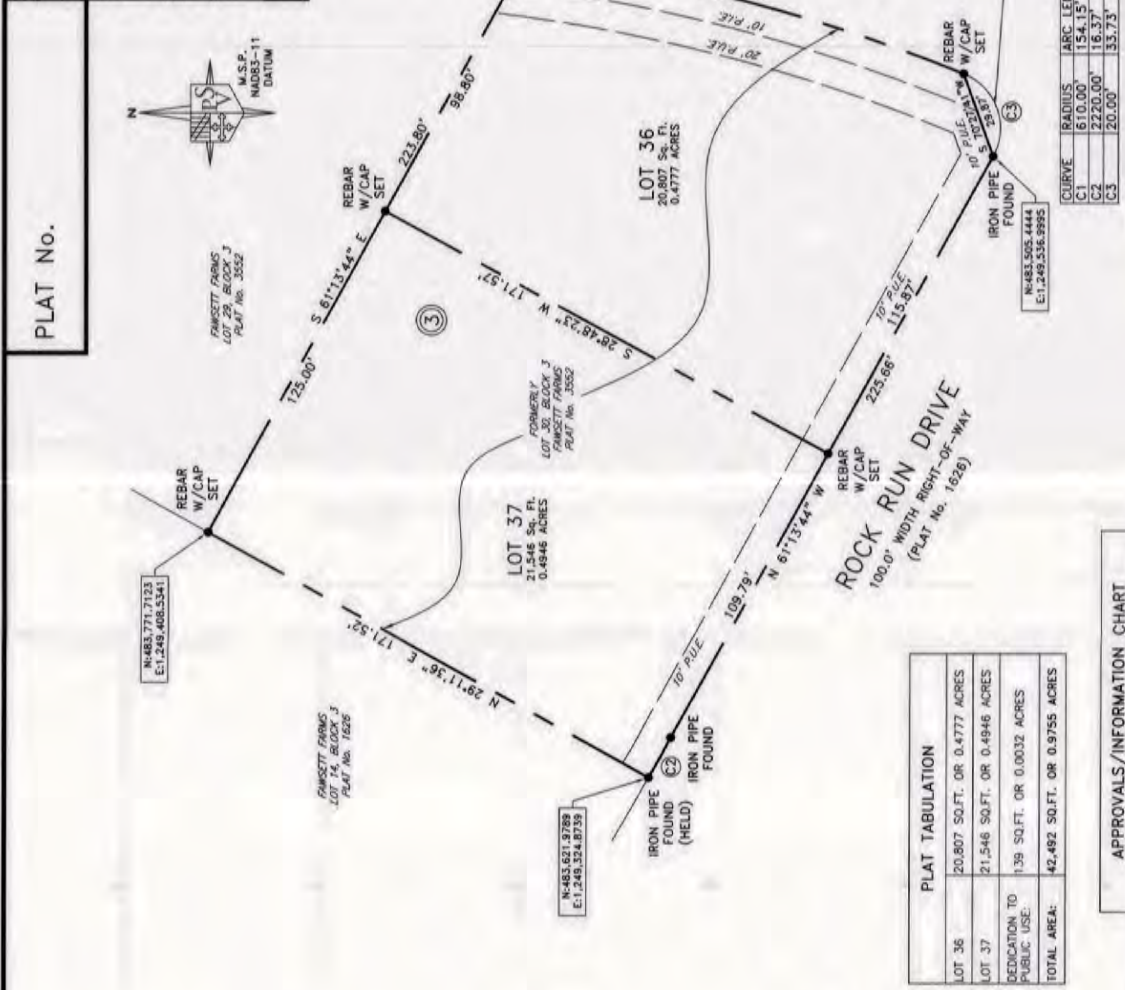 PLAT No.
N
M.S.P.
NAD83-11
DATUM
PS
FAWSETT FARMS
LOT 29, BLOCK 3
PLAT No. 3552
REBAR
W/CAP
SET
N:483,771.7123
E:1,249,408.5341
125.00'
S 61°13'44" E
REBAR
W/CAP
SET
223.80'
98.80'
10' P.U.E.
20' P.U.E.
REBAR
W/CAP
SET
3
LOT 36
20,807 Sq. Ft.
0.4777 ACRES
S 28°48'23" W
171.57'
FORMERLY
LOT 30, BLOCK 3
FAWSETT FARMS
PLAT No. 3552
LOT 37
21,546 Sq. Ft.
0.4946 ACRES
N 29°11'36" E 171.52'
FAWSETT FARMS
LOT 14, BLOCK 3
PLAT No. 1626
10' P.U.E.
S 70°27'41" W
29.87'
C3
IRON PIPE
FOUND
N:483,505.4444
E:1,249,536.9995
10' P.U.E.
115.87'
225.66'
REBAR
W/CAP
SET
N 61°13'44" W
109.79'
10' P.U.E.
ROCK RUN DRIVE
100.0' WIDTH RIGHT-OF-WAY
(PLAT No. 1626)
N:483,621.9789
E:1,249,324.8739
IRON PIPE
FOUND
(HELD)
C2
IRON PIPE
FOUND
CURVE RADIUS ARC
C1 610.00' 154.15'
C2 2220.00' 16.37'
C3 20.00' 33.73'
PLAT TABULATION
LOT 36 20,807 SQ.FT. OR 0.4777 ACRES
LOT 37 21,546 SQ.FT. OR 0.4946 ACRES
DEDICATION TO
PUBLIC USE: 139 SQ.FT. OR 0.0032 ACRES
TOTAL AREA: 42,492 SQ.FT. OR 0.9755 ACRES
APPROVALS/INFORMATION CHART